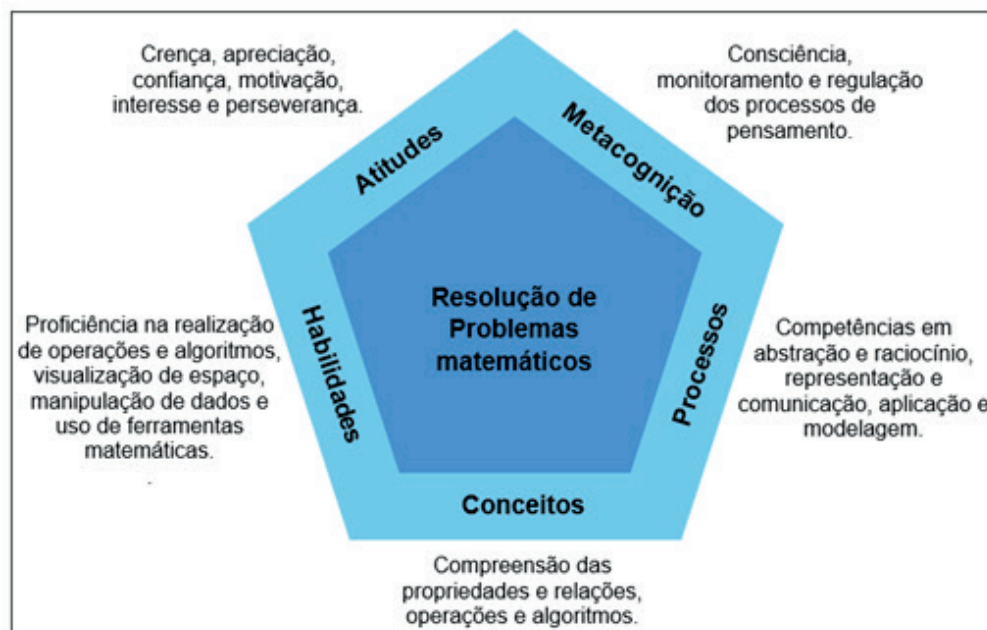 Crença, apreciação,
confiança, motivação,
interesse e perseverança.
Consciência,
monitoramento e regulação
dos processos de
pensamento.
Atitudes
Metacognição
Resolução de
Problemas
matemáticos
Habilidades
Processos
Proficiência na realização
de operações e algoritmos,
visualização de espaço,
manipulação de dados e
uso de ferramentas
matemáticas.
.
Competências em
abstração e raciocínio,
representação e
comunicação, aplicação e
modelagem.
Conceitos
Compreensão das
propriedades e relações,
operações e algoritmos.